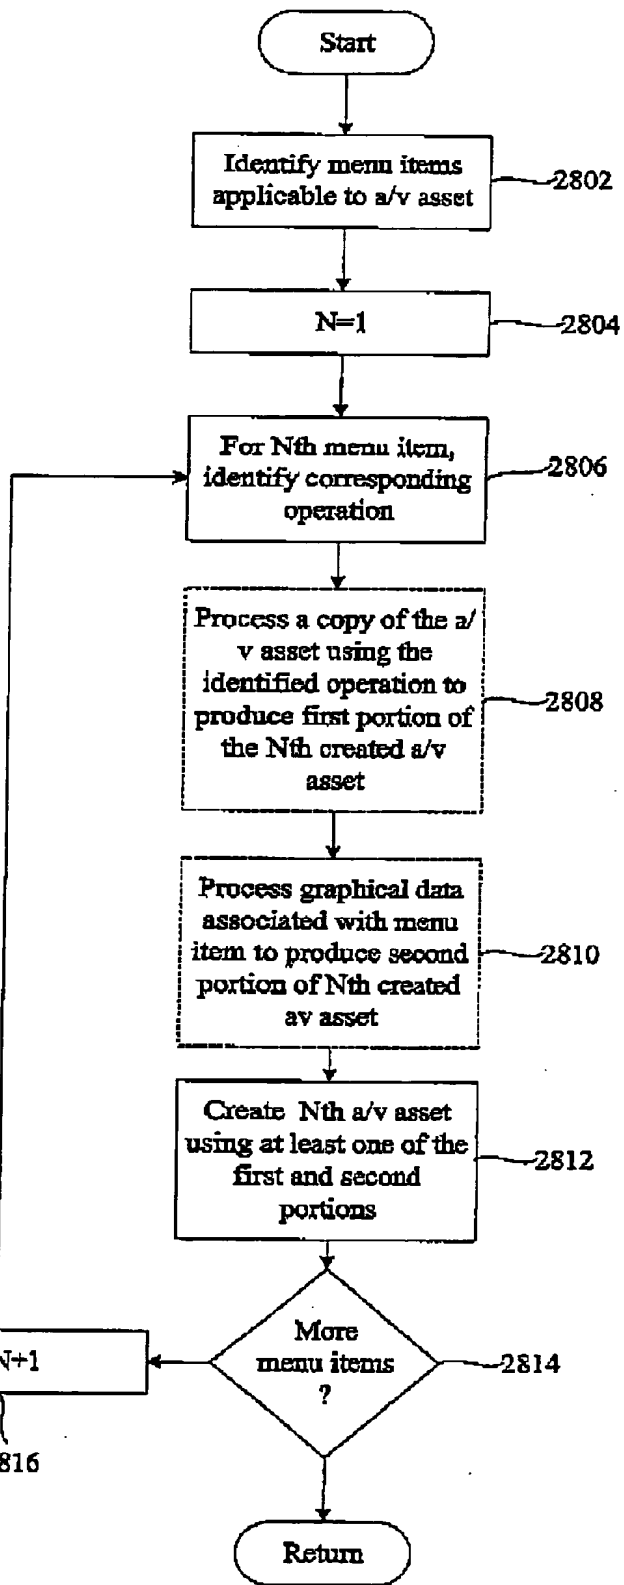 Start
Identify menu items
applicable to a/v asset
2802
N=1
2804
For Nth menu item,
identify corresponding
operation
2806
Process a copy of the a/
v asset using the
identified operation to
produce first portion of
the Nth created a/v
asset
2808
Process graphical data
associated with menu
item to produce second
portion of Nth created
av asset
2810
Create Nth a/v asset
using at least one of the
first and second
portions
2812
More
menu items
?
2814
N+1
816
Return